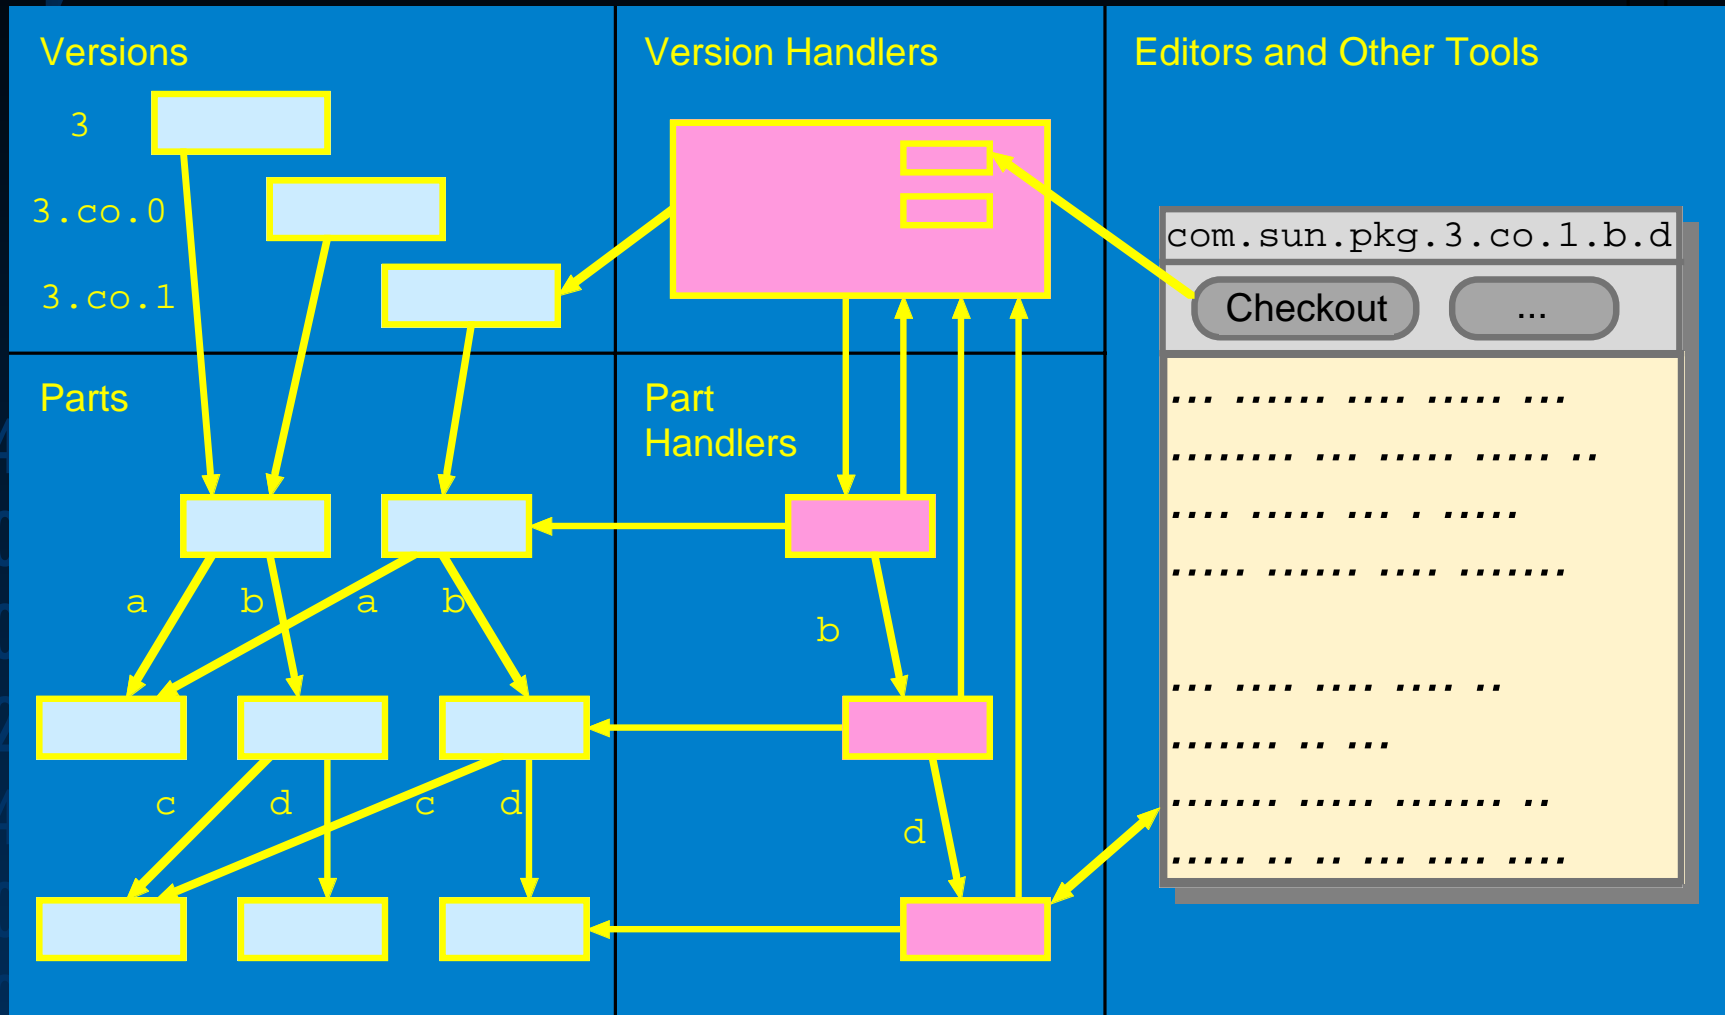 Versions
3
3.co.0
3.co.1
Version Handlers
Editors and Other Tools
com.sun.pkg.3.co.1.b.d
Checkout
...
... ...... .... ..... ...
........ ... ..... ..... ..
.... ..... ... . .....
..... ...... .... .......
... .... .... .... ..
....... .. ...
....... ..... ....... ..
..... .. .. ... .... ....
Parts
a b a b
c d c d
Part
Handlers
b
d